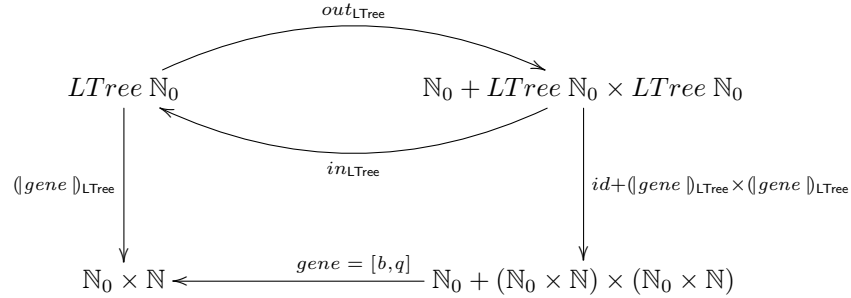 out_LTree
LTree ℕ₀ ℕ₀ + LTree ℕ₀ × LTree ℕ₀
in_LTree
(|gene|)_LTree id+(|gene|)_LTree×(|gene|)_LTree
gene = [b,q]
ℕ₀ × ℕ ℕ₀ + (ℕ₀ × ℕ) × (ℕ₀ × ℕ)